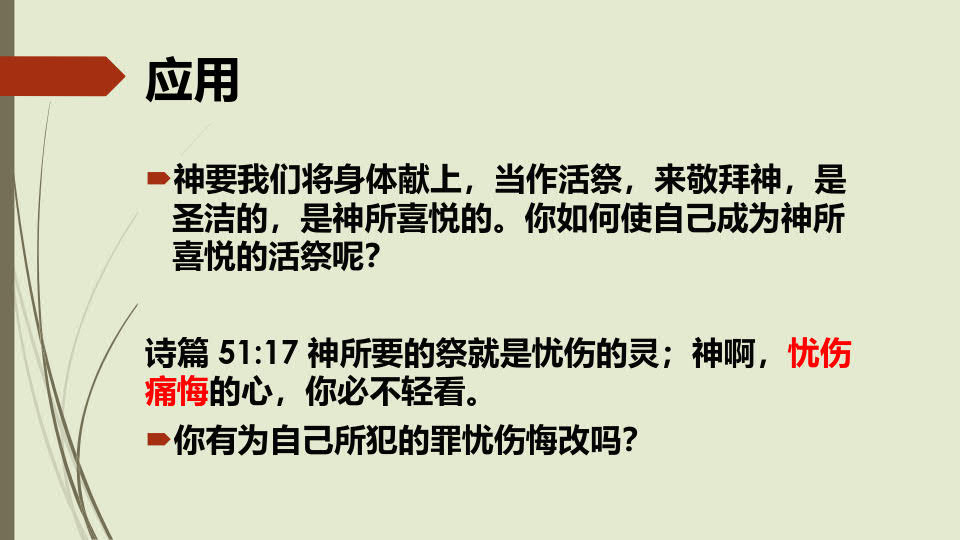 应用
神要我们将身体献上，当作活祭，来敬拜神，是
圣洁的，是神所喜悦的。你如何使自己成为神所
喜悦的活祭呢？
诗篇 51:17 神所要的祭就是忧伤的灵；神啊，忧伤
痛悔的心，你必不轻看。
你有为自己所犯的罪忧伤悔改吗？